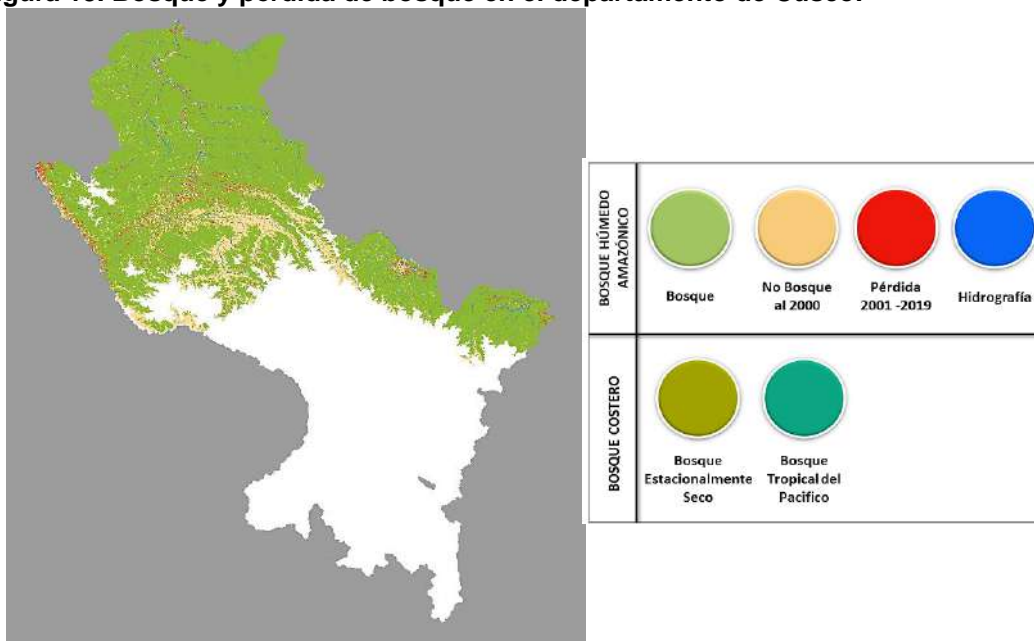 Bosque y pérdida de bosque en el departamento de Cusco.
BOSQUE HÚMEDO
AMAZÓNICO
Bosque
No Bosque
al 2000
Pérdida
2001 -2019
Hidrografía
BOSQUE COSTERO
Bosque
Estacionalmente
Seco
Bosque
Tropical del
Pacifico